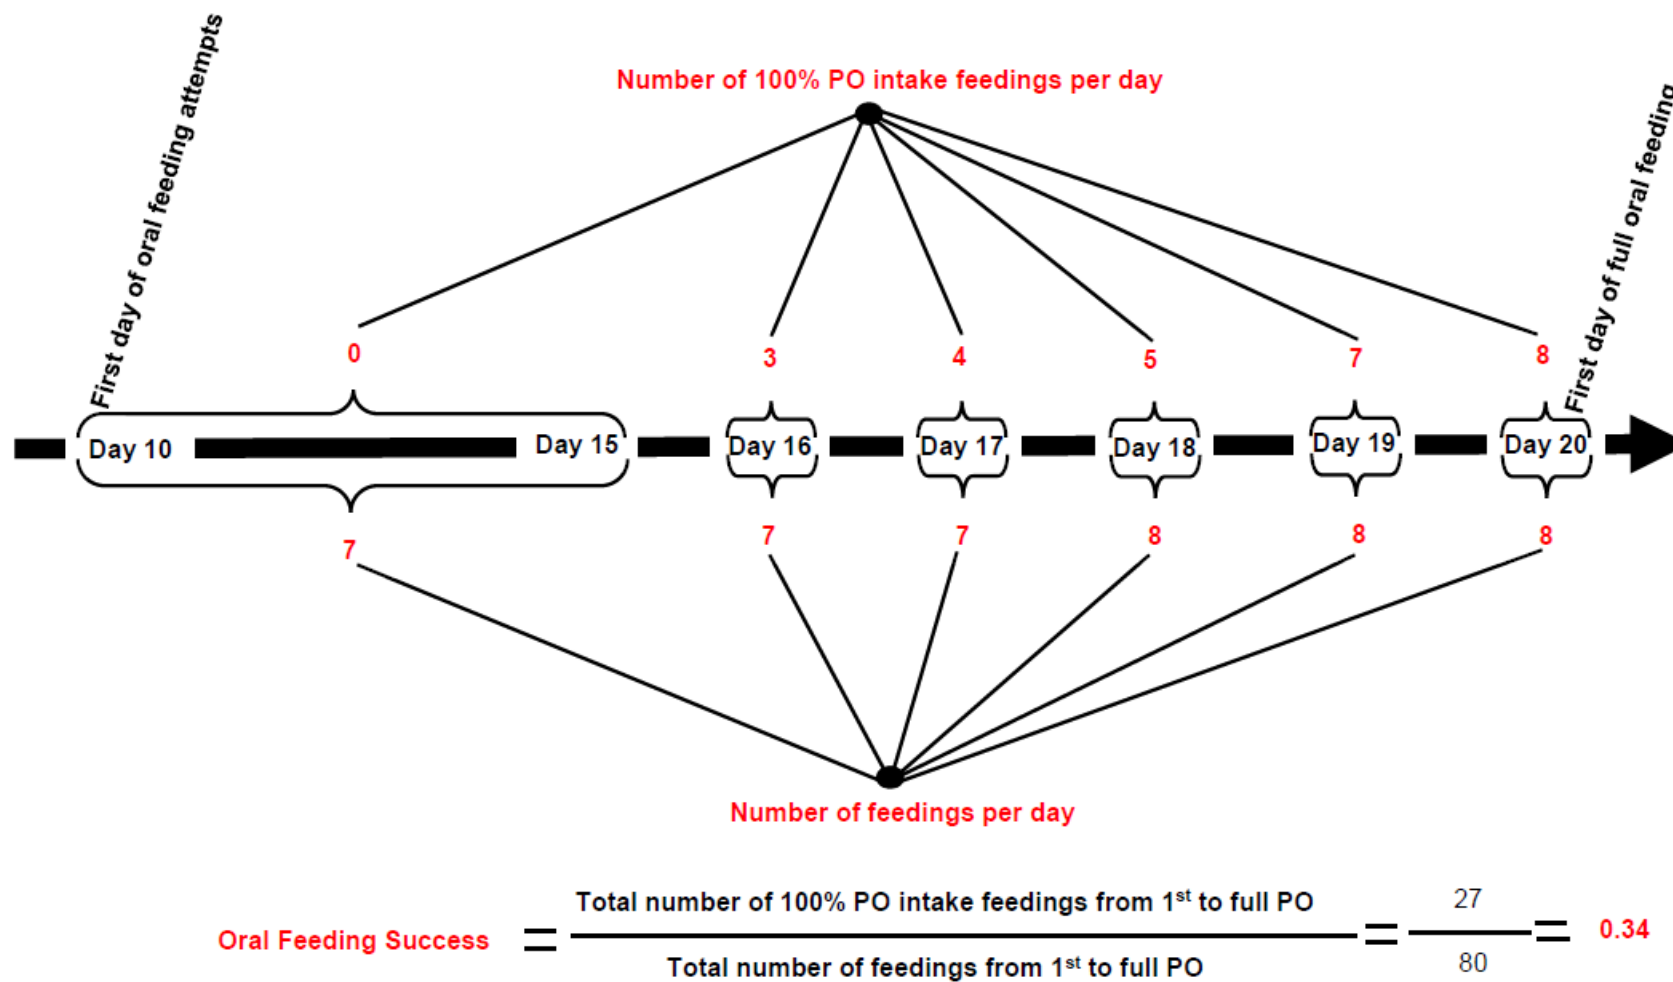 First day of oral feeding attempts
Number of 100% PO intake feedings per day
First day of full oral feeding
0 3 4 5 7 8
Day 10 Day 15 Day 16 Day 17 Day 18 Day 19 Day 20
7 7 7 8 8 8
Number of feedings per day
Oral Feeding Success = Total number of 100% PO intake feedings from 1st to full PO = 27 = 0.34
Total number of feedings from 1st to full PO 80